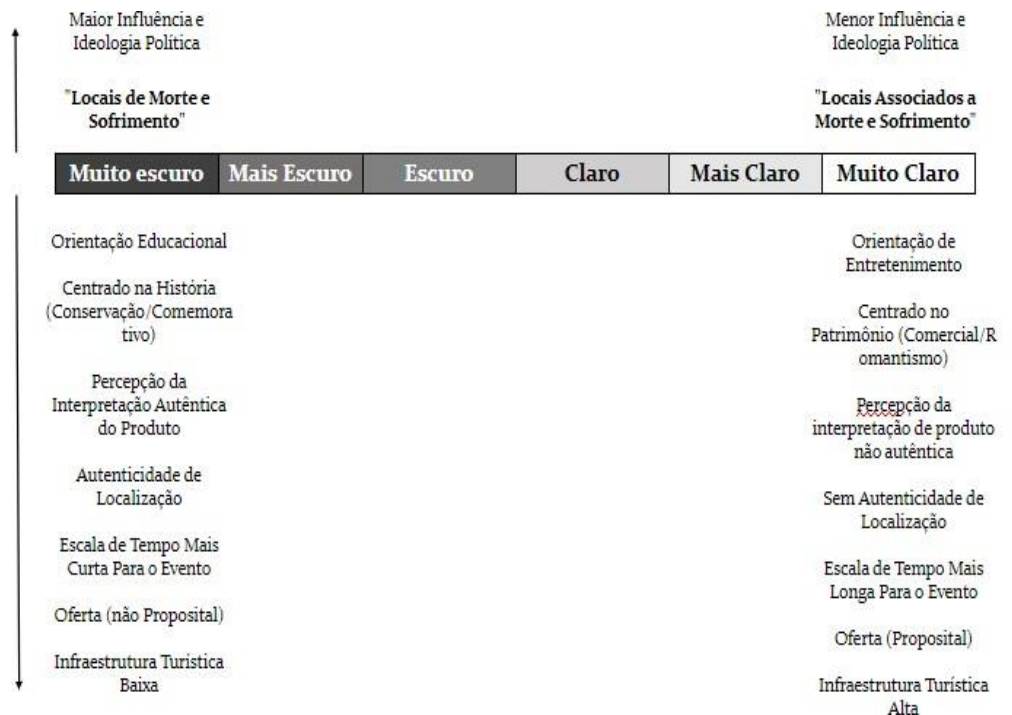 Maior Influência e
Ideologia Política
"Locais de Morte e
Sofrimento"
Menor Influência e
Ideologia Política
"Locais Associados a
Morte e Sofrimento"
Muito escuro Mais Escuro Escuro Claro Mais Claro Muito Claro
Orientação Educacional
Centrado na História
(Conservação/Comemora
tivo)
Percepção da
Interpretação Autêntica
do Produto
Autenticidade de
Localização
Escala de Tempo Mais
Curta Para o Evento
Oferta (não Proposital)
Infraestrutura Turística
Baixa
Orientação de
Entretenimento
Centrado no
Patrimônio (Comercial/R
omantismo)
Percepção da
interpretação de produto
não autêntica
Sem Autenticidade de
Localização
Escala de Tempo Mais
Longa Para o Evento
Oferta (Proposital)
Infraestrutura Turística
Alta